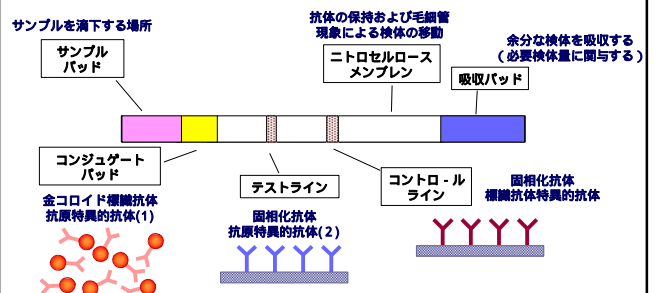 サンプルを滴下する場所
サンプル
パッド
抗体の保持および毛細管
現象による検体の移動
ニトロセルロース
メンブレン
余分な検体を吸収する
(必要検体量に関与する)
吸収パッド
コンジュゲート
パッド
金コロイド標識抗体
抗原特異的抗体(1)
テストライン
固相化抗体
抗原特異的抗体(2)
コントロ-ル
ライン
固相化抗体
標識抗体特異的抗体